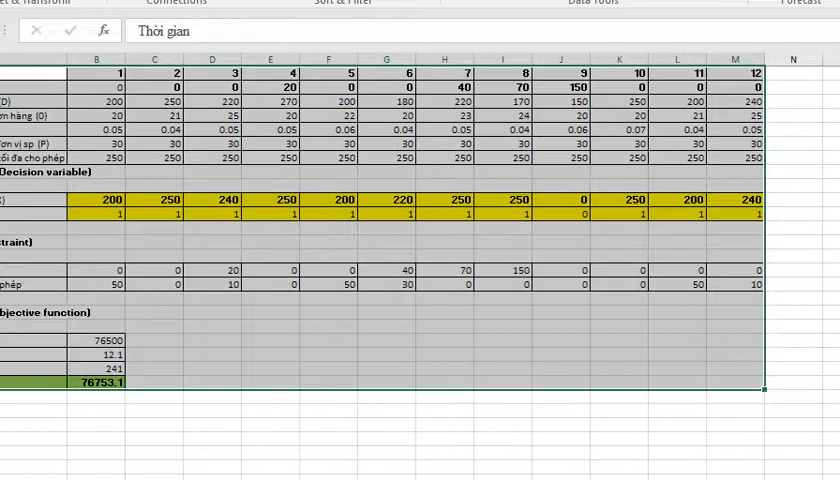 Connections
Sort & Filter
Data Tools
Forecast
fx Thời gian
B C D E F G H I J K L M N
1 2 3 4 5 6 7 8 9 10 11 12
0 0 0 20 0 0 40 70 150 0 0 0
(D) 200 250 220 270 200 180 220 170 150 250 200 240
ơn hàng (0) 20 21 25 20 22 20 23 24 20 20 21 25
0.05 0.04 0.05 0.05 0.06 0.04 0.04 0.04 0.06 0.07 0.04 0.05
ơn vị sp (P) 30 30 30 30 30 30 30 30 30 30 30 30
ối đa cho phép 250 250 250 250 250 250 250 250 250 250 250 250
Decision variable)
200 250 240 250 200 220 250 250 0 250 200 240
1 1 1 1 1 1 1 1 0 1 1 1
traint)
0 0 20 0 0 40 70 150 0 0 0 0
phép 50 0 10 0 50 30 0 0 0 0 50 10
bjective function)
76500
12.1
241
76753.1